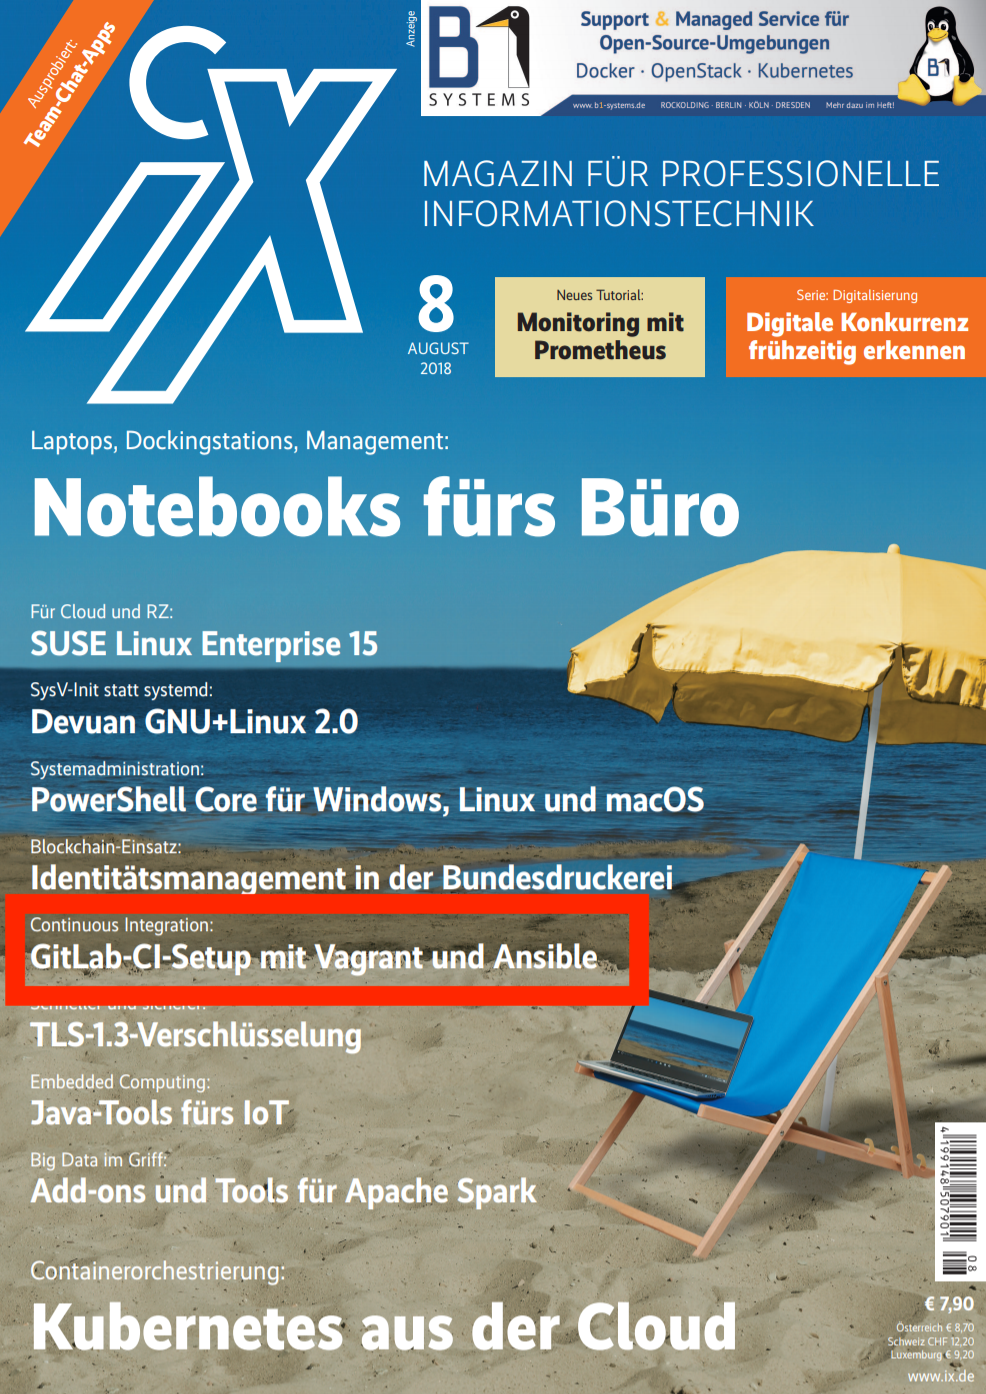 Ausprobiert:
Team-Chat-Apps
iX
Anzeige
B1
SYSTEMS
Support & Managed Service für
Open-Source-Umgebungen
Docker · OpenStack · Kubernetes
www.b1-systems.de ROCKOLDING · BERLIN · KÖLN · DRESDEN Mehr dazu im Heft!
B1
MAGAZIN FÜR PROFESSIONELLE
INFORMATIONSTECHNIK
8
AUGUST
2018
Neues Tutorial:
Monitoring mit
Prometheus
Serie: Digitalisierung
Digitale Konkurrenz
frühzeitig erkennen
Laptops, Dockingstations, Management:
Notebooks fürs Büro
Für Cloud und RZ:
SUSE Linux Enterprise 15
SysV-Init statt systemd:
Devuan GNU+Linux 2.0
Systemadministration:
PowerShell Core für Windows, Linux und macOS
Blockchain-Einsatz:
Identitätsmanagement in der Bundesdruckerei
Continuous Integration:
GitLab-CI-Setup mit Vagrant und Ansible
Schneller und sicherer:
TLS-1.3-Verschlüsselung
Embedded Computing:
Java-Tools fürs IoT
Big Data im Griff:
Add-ons und Tools für Apache Spark
Containerorchestrierung:
Kubernetes aus der Cloud
4 199148 507901
08
€ 7,90
Österreich € 8,70
Schweiz CHF 12,20
Luxemburg € 9,20
www.ix.de